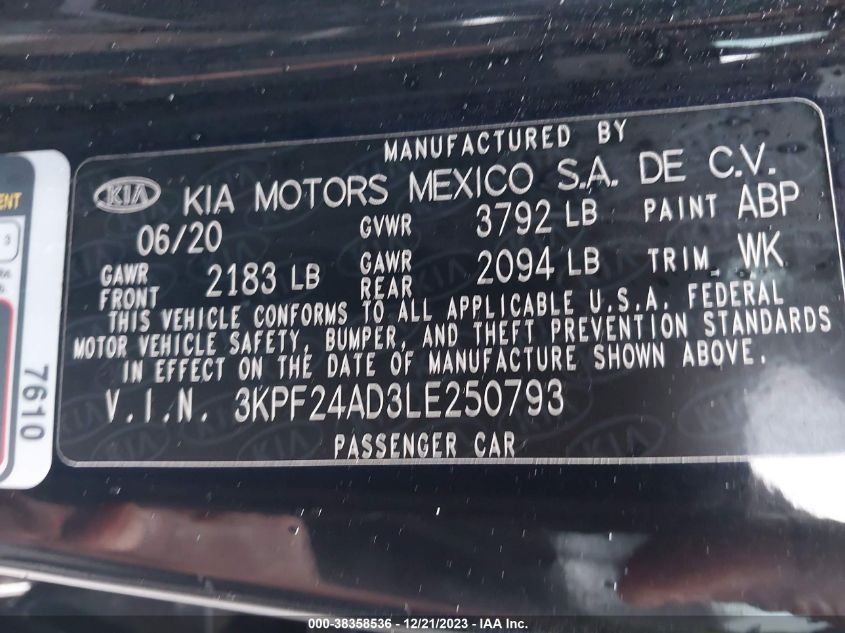 MANUFACTURED BY
KIA KIA MOTORS MEXICO S.A. DE C.V.
06/20 GVWR 3792 LB PAINT ABP
GAWR FRONT 2183 LB GAWR REAR 2094 LB TRIM WK
THIS VEHICLE CONFORMS TO ALL APPLICABLE U.S.A. FEDERAL
MOTOR VEHICLE SAFETY, BUMPER, AND THEFT PREVENTION STANDARDS
IN EFFECT ON THE DATE OF MANUFACTURE SHOWN ABOVE.
V.I.N. 3KPF24AD3LE250793
PASSENGER CAR
7610
3
000-38358536 - 12/21/2023 - IAA Inc.